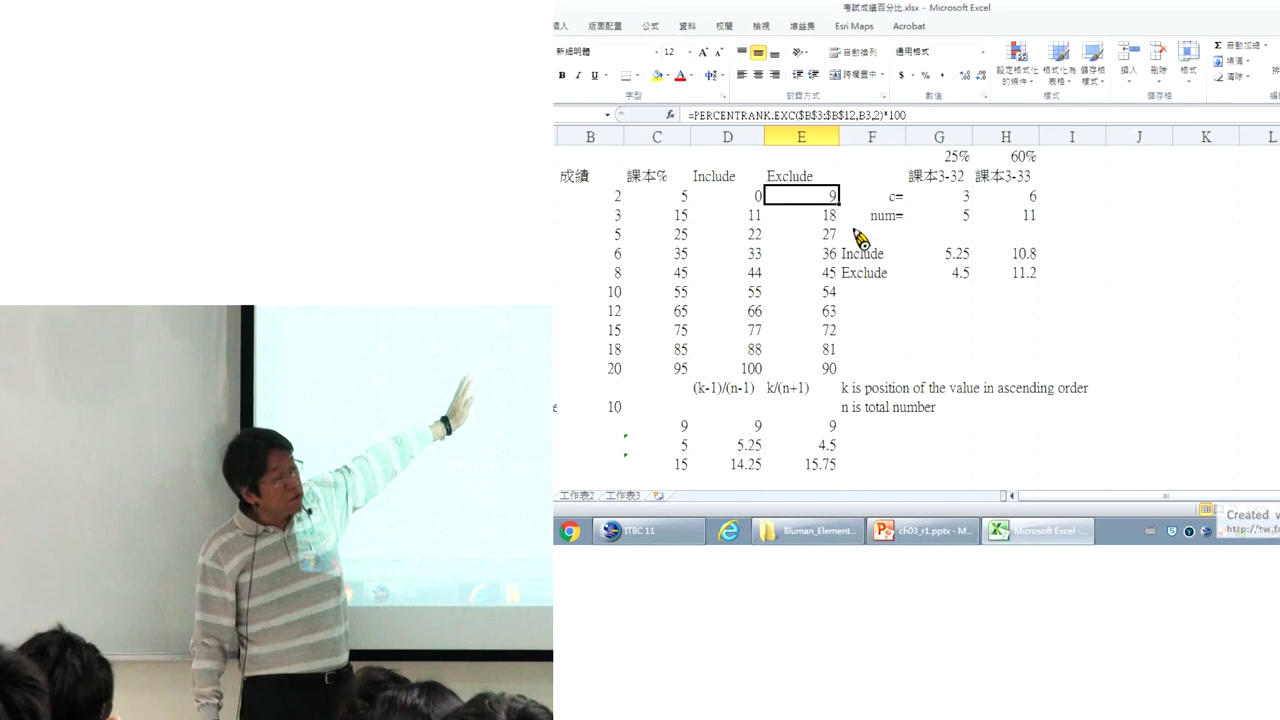 考試成績百分比.xlsx - Microsoft Excel
插入 版面配置 公式 資料 校閱 檢視 增益集 Esri Maps Acrobat
新細明體 12 自動換列 通用格式 Σ 自動加總
B I U 跨欄置中 $ % , 設定格式化的條件 格式化為表格 儲存格樣式 插入 刪除 格式 填滿 清除
字型 對齊方式 數值 樣式 儲存格
fx =PERCENTRANK.EXC($B$3:$B$12,B3,2)*100
B C D E F G H I J K L
25% 60%
成績 課本% Include Exclude 課本3-32 課本3-33
2 5 0 9 c= 3 6
3 15 11 18 num= 5 11
5 25 22 27
6 35 33 36 Include 5.25 10.8
8 45 44 45 Exclude 4.5 11.2
10 55 55 54
12 65 66 63
15 75 77 72
18 85 88 81
20 95 100 90
(k-1)/(n-1) k/(n+1) k is position of the value in ascending order
10 n is total number
9 9 9
5 5.25 4.5
15 14.25 15.75
工作表2 工作表3
ITBC 11 Bluman_Element... ch03_r1.pptx - M... Microsoft Excel -...
Created
http://tw.